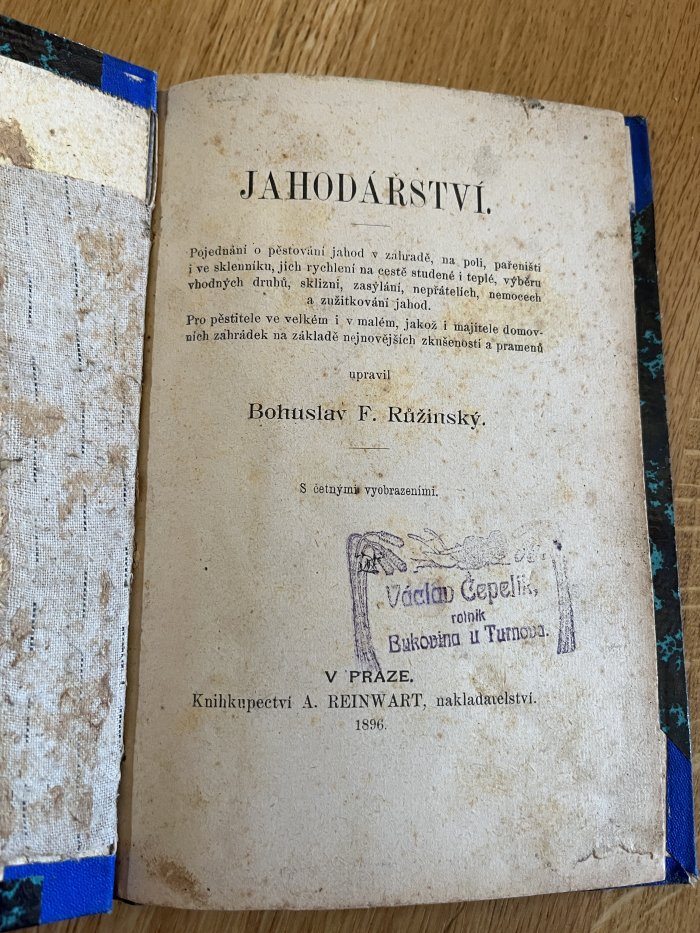 JAHODÁŘSTVÍ.
Pojednání o pěstování jahod v zahradě, na poli, pařeništi
i ve skleníku, jich rychlení na cestě studené i teplé, výběru
vhodných druhů, sklizni, zasýlání, nepřátelích, nemocech
a zužitkování jahod.
Pro pěstitele ve velkém i v malém, jakož i majitele domov-
ních zahrádek na základě nejnovějších zkušeností a pramenů
upravil
Bohuslav F. Růžinský.
S četnými vyobrazeními.
Václav Čepelík,
rolník
Bukovina u Turnova.
V PRAZE.
Knihkupectví A. REINWART, nakladatelství.
1896.